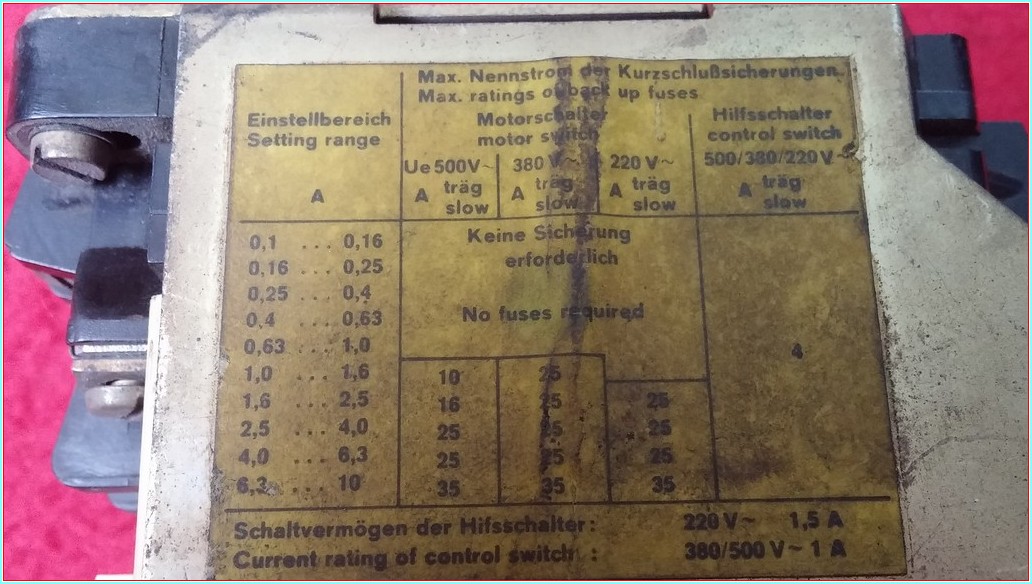 Max. Nennstrom der Kurzschlußsicherungen
Max. ratings of back up fuses
Einstellbereich
Setting range
A
Motorschalter
motor switch
Hilfsschalter
control switch
Ue 500V~ 380 V~ 220 V~ 500/380/220 V~
A träg slow A träg slow A träg slow A träg slow
Keine Sicherung
erforderlich
No fuses required
0,1 ... 0,16
0,16 ... 0,25
0,25 ... 0,4
0,4 ... 0,63
0,63 ... 1,0
4
1,0 ... 1,6 10 25
1,6 ... 2,5 16 25 25
2,5 ... 4,0 25 25 25
4,0 ... 6,3 25 25 25
6,3 ... 10 35 35 35
Schaltvermögen der Hifsschalter: 220 V~ 1,5 A
Current rating of control switch : 380/500 V~ 1 A